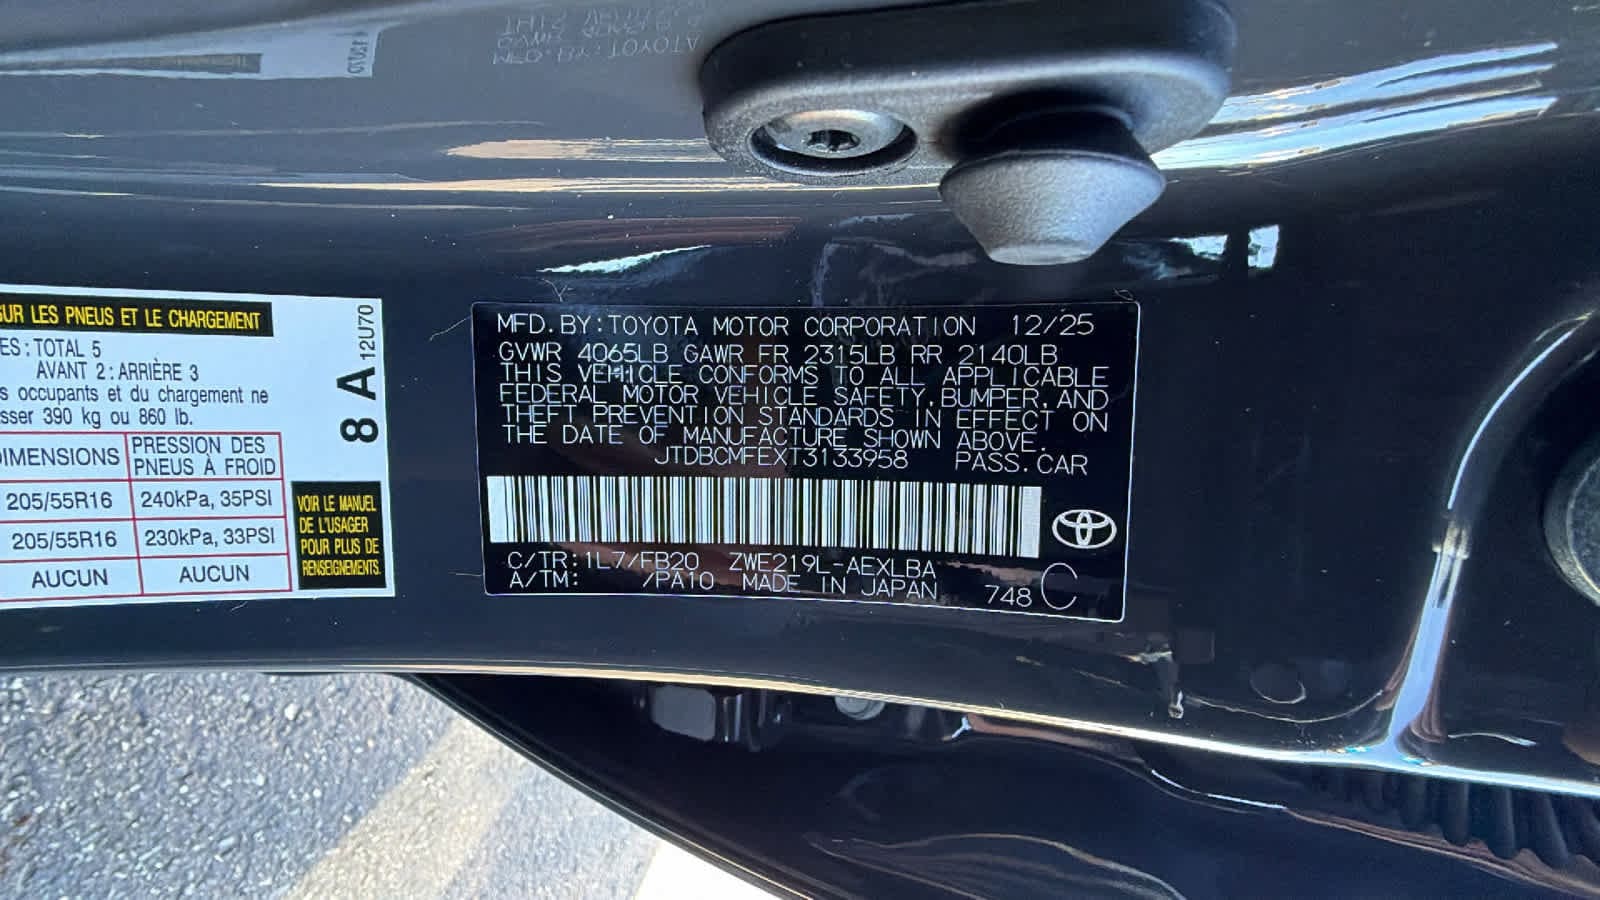 SUR LES PNEUS ET LE CHARGEMENT
ES : TOTAL 5
AVANT 2 : ARRIÈRE 3
s occupants et du chargement ne
sser 390 kg ou 860 lb.
DIMENSIONS PRESSION DES PNEUS À FROID
205/55R16 240kPa, 35PSI
205/55R16 230kPa, 33PSI
AUCUN AUCUN
8 A 12U70
VOIR LE MANUEL
DE L'USAGER
POUR PLUS DE
RENSEIGNEMENTS.
MFD. BY: TOYOTA MOTOR CORPORATION 12/25
GVWR 4065LB GAWR FR 2315LB RR 2140LB
THIS VEHICLE CONFORMS TO ALL APPLICABLE
FEDERAL MOTOR VEHICLE SAFETY, BUMPER, AND
THEFT PREVENTION STANDARDS IN EFFECT ON
THE DATE OF MANUFACTURE SHOWN ABOVE.
JTDBCMFEXT3133958 PASS. CAR
C/TR: 1L7/FB20 ZWE219L-AEXLBA
A/TM: /PA10 MADE IN JAPAN 748 C